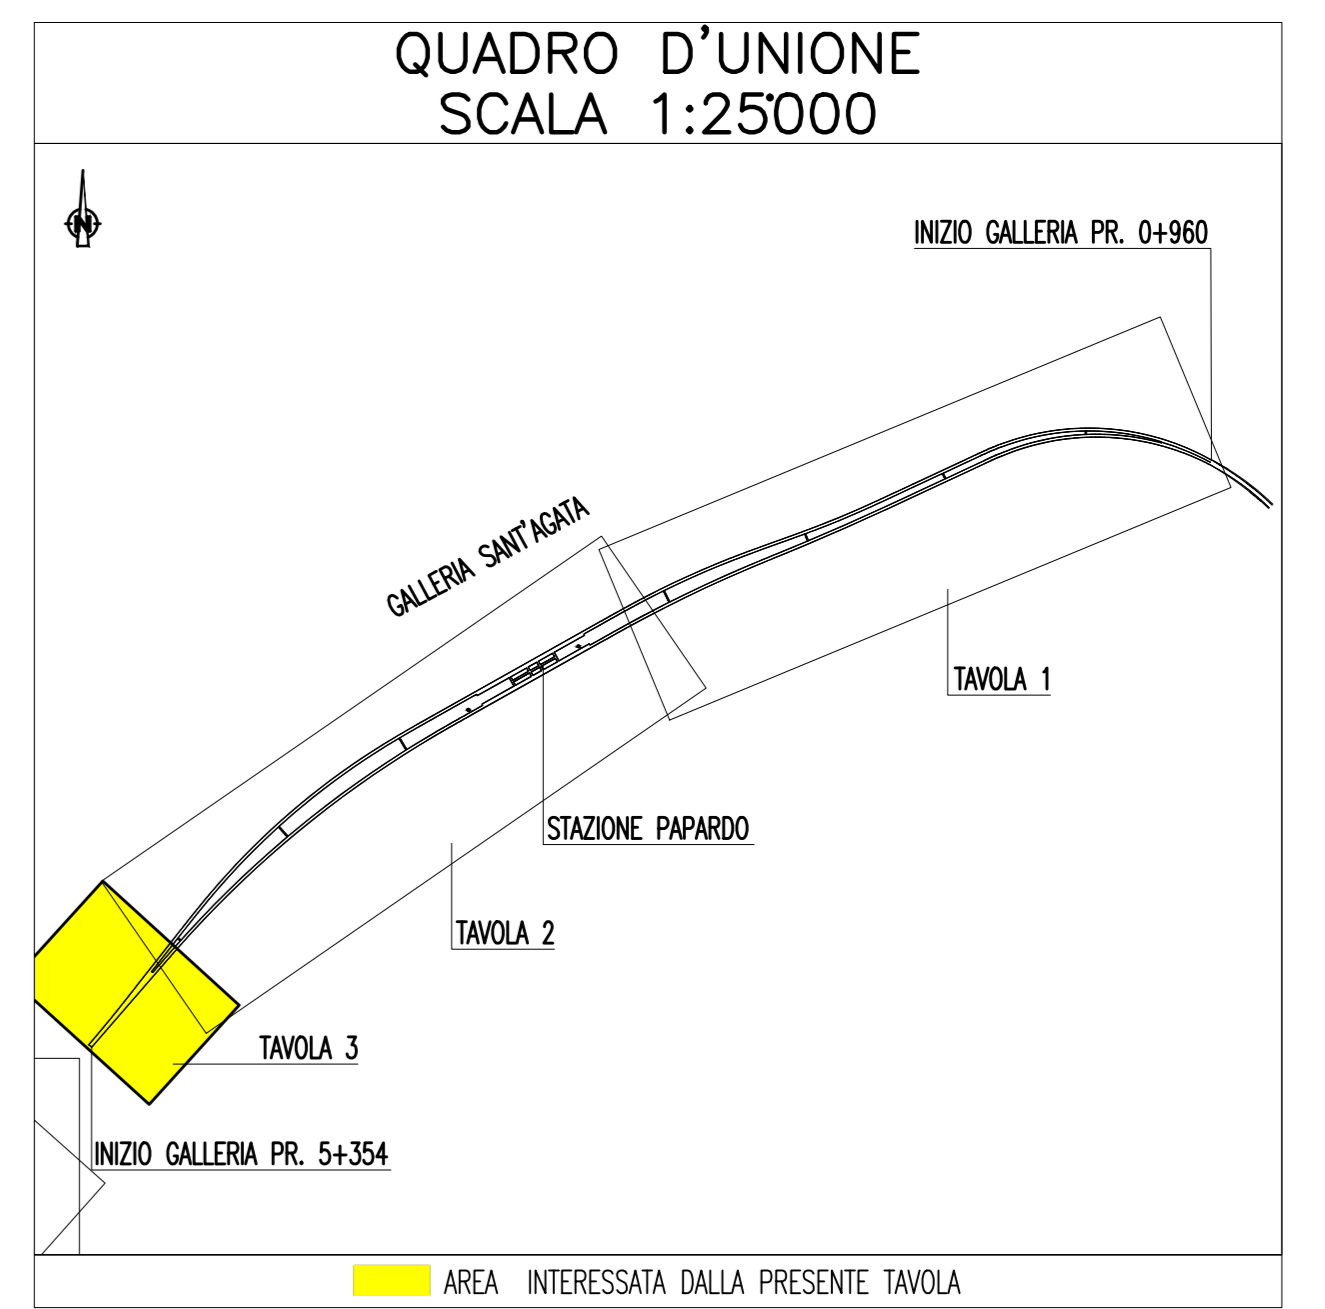 QUADRO D'UNIONE
SCALA 1:25'000
N
INIZIO GALLERIA PR. 0+960
GALLERIA SANT'AGATA
TAVOLA 1
STAZIONE PAPARDO
TAVOLA 2
TAVOLA 3
INIZIO GALLERIA PR. 5+354
AREA INTERESSATA DALLA PRESENTE TAVOLA